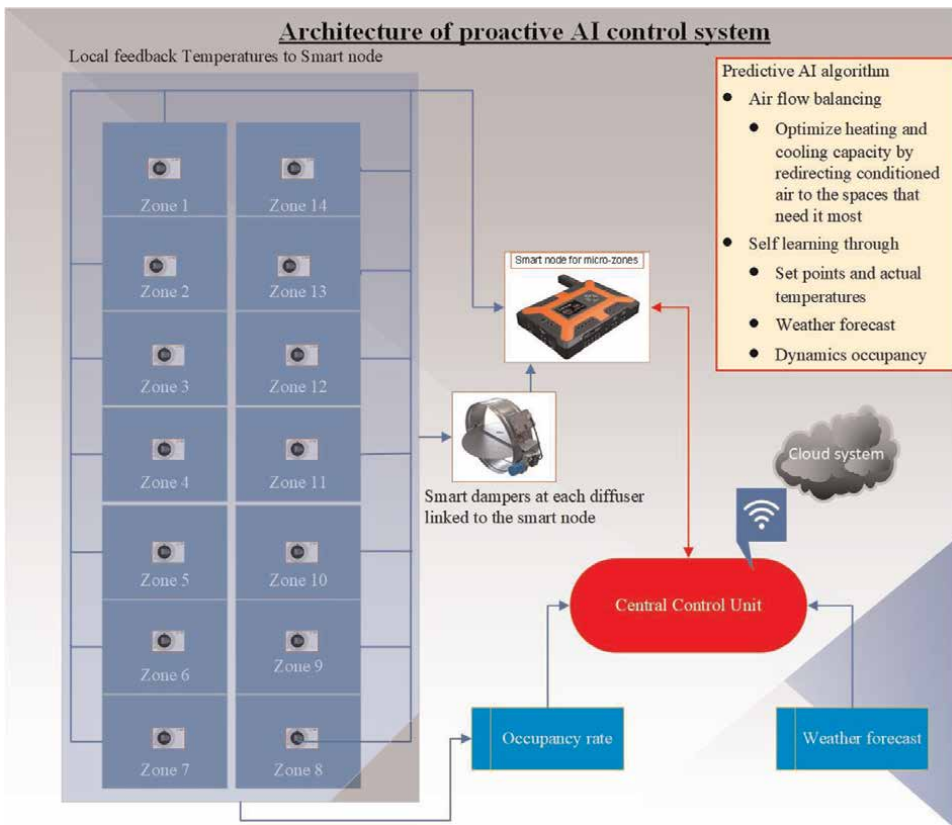 Architecture of proactive AI control system
Local feedback Temperatures to Smart node
Predictive AI algorithm
● Air flow balancing
● Optimize heating and
cooling capacity by
redirecting conditioned
air to the spaces that
need it most
● Self learning through
● Set points and actual
temperatures
● Weather forecast
● Dynamics occupancy
Zone 1
Zone 14
Zone 2
Zone 13
Zone 3
Zone 12
Zone 4
Zone 11
Zone 5
Zone 10
Zone 6
Zone 9
Zone 7
Zone 8
Smart node for micro-zones
Smart dampers at each diffuser
linked to the smart node
Cloud system
Central Control Unit
Occupancy rate
Weather forecast